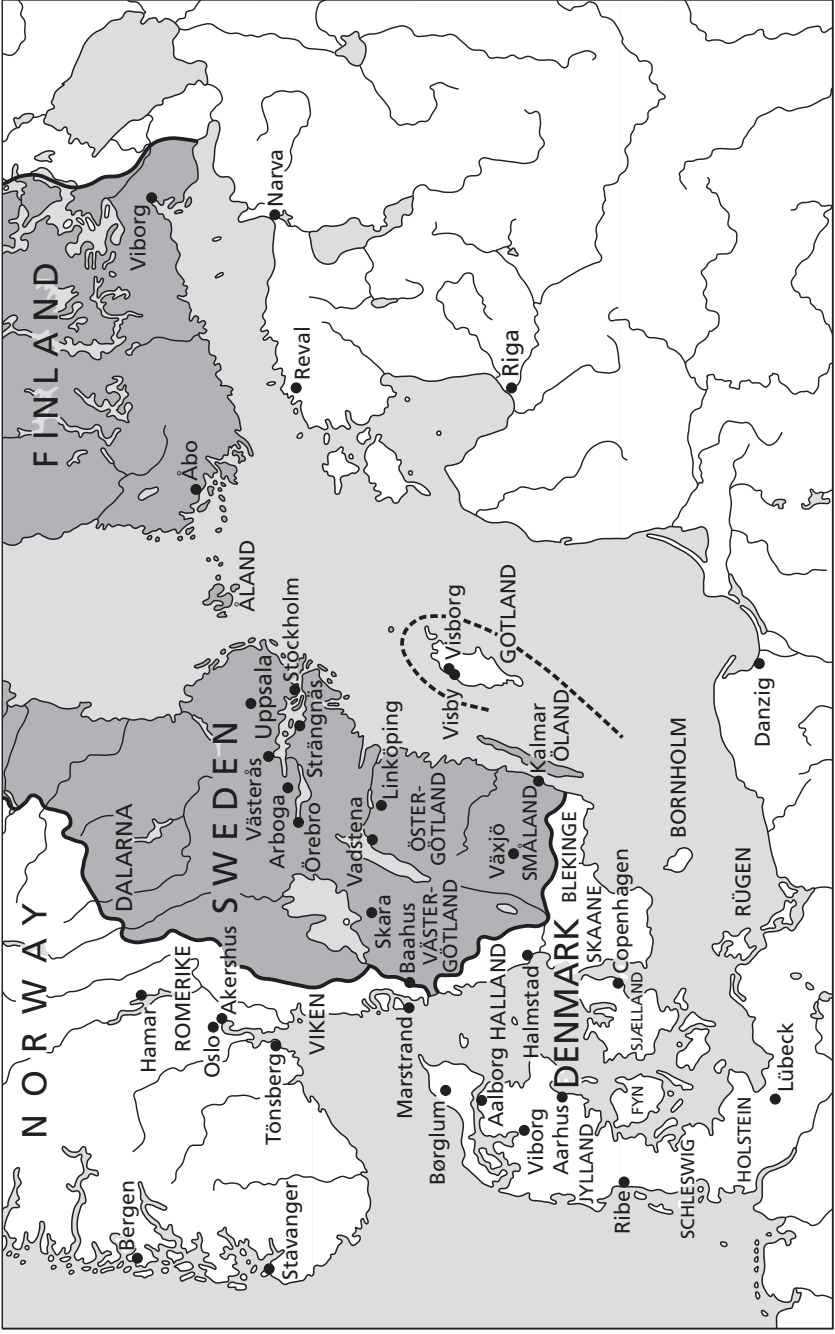 NORWAY
SWEDEN
FINLAND
DENMARK
Bergen
Stavanger
Hamar
ROMERIKE
Oslo
Akershus
Tönsberg
VIKEN
DALARNA
Uppsala
Stockholm
Västerås
Strängnäs
Arboga
Örebro
Vadstena
Linköping
ÖSTER-
GÖTLAND
Skara
Baahus
VÄSTER-
GÖTLAND
Marstrand
Växjö
SMÅLAND
Kalmar
ÖLAND
Visby
Visborg
GOTLAND
ÅLAND
Åbo
Viborg
Narva
Reval
Riga
Børglum
Aalborg
HALLAND
Halmstad
BLEKINGE
SKAANE
Viborg
Aarhus
JYLLAND
Copenhagen
SJÆLLAND
FYN
Ribe
SCHLESWIG
HOLSTEIN
Lübeck
BORNHOLM
RÜGEN
Danzig